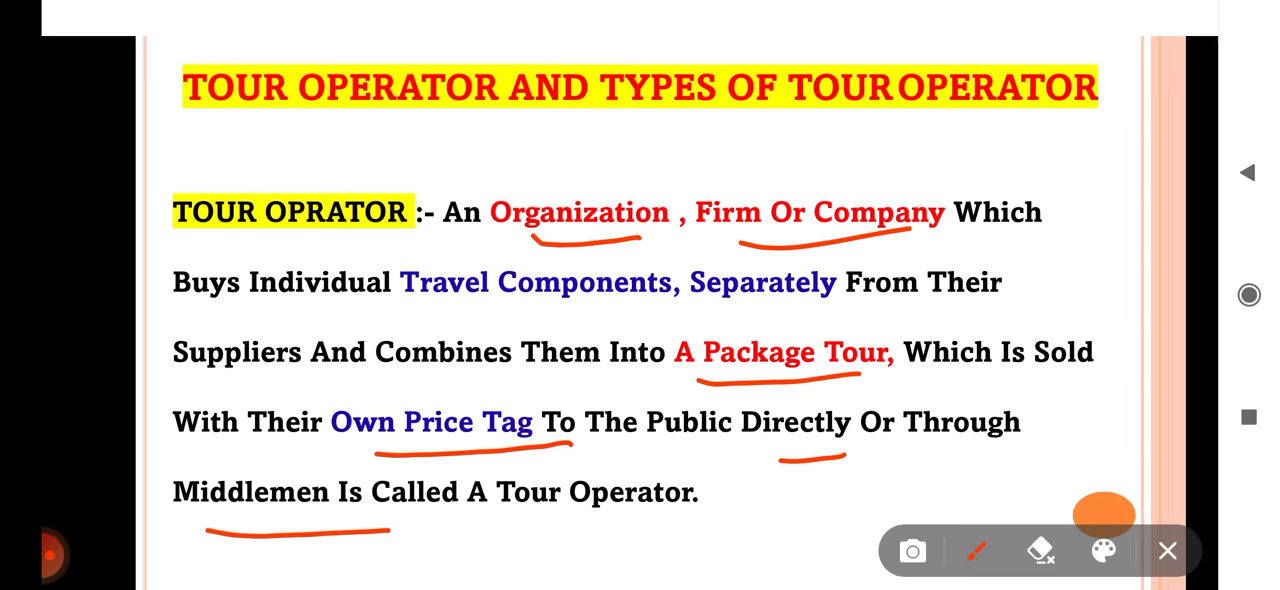 TOUR OPERATOR AND TYPES OF TOUR OPERATOR
TOUR OPRATOR :- An Organization , Firm Or Company Which
Buys Individual Travel Components, Separately From Their
Suppliers And Combines Them Into A Package Tour, Which Is Sold
With Their Own Price Tag To The Public Directly Or Through
Middlemen Is Called A Tour Operator.